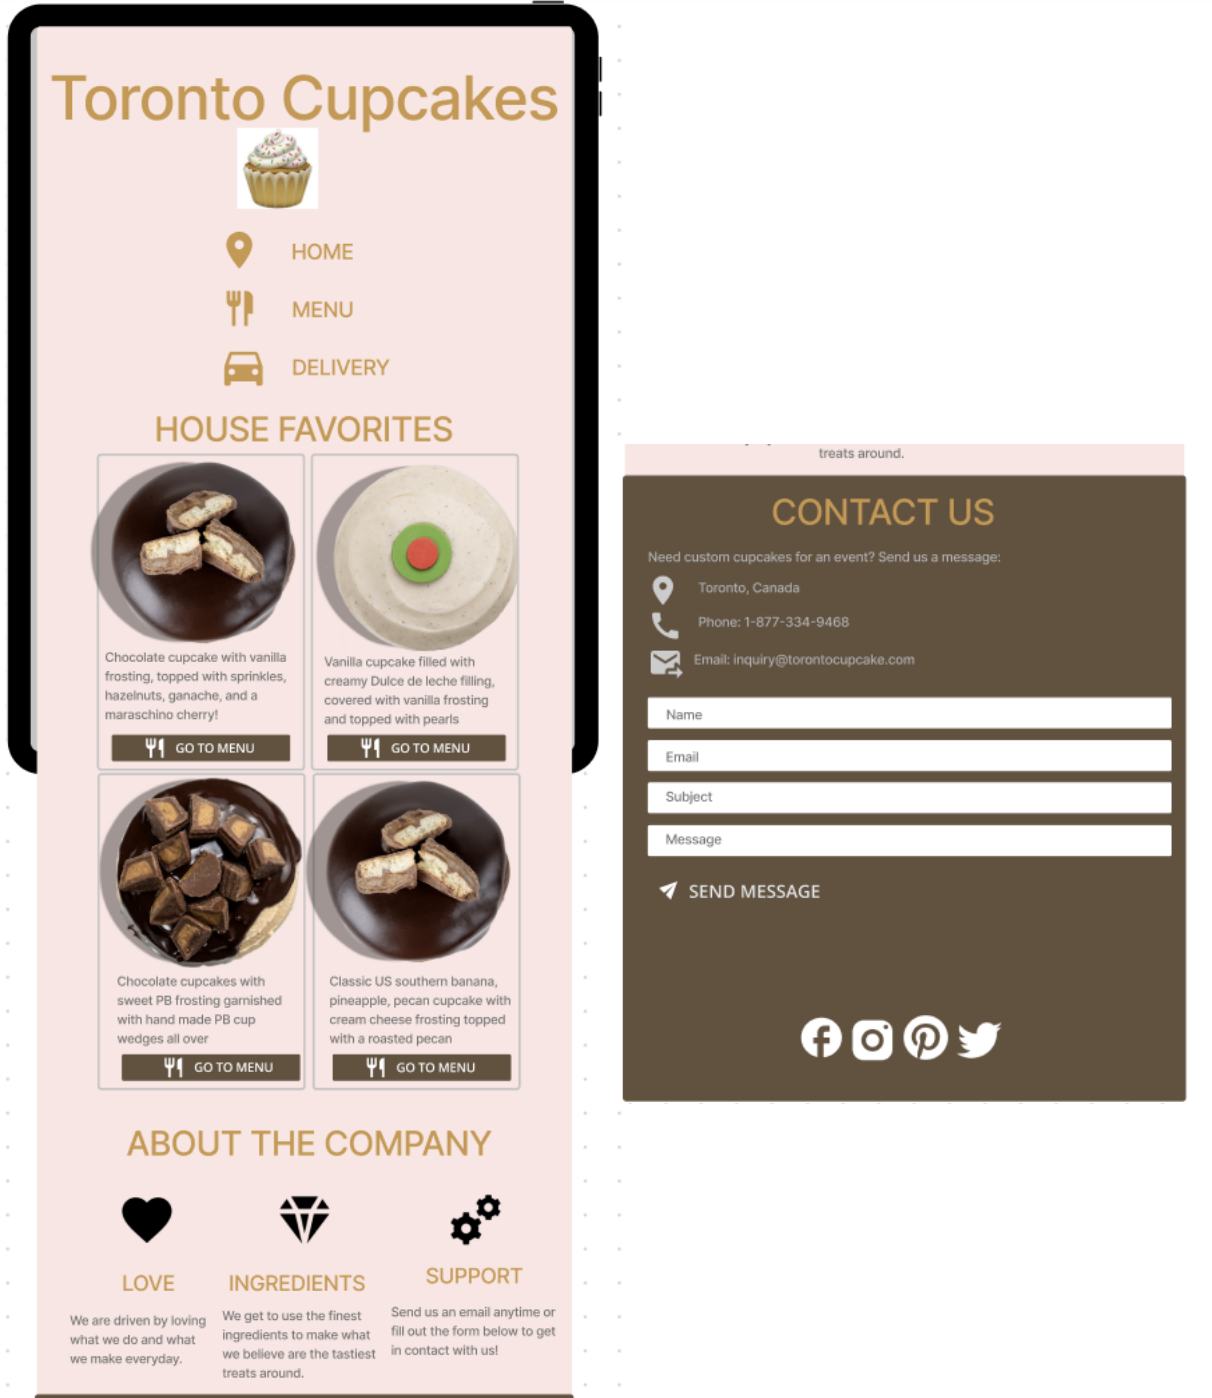 Toronto Cupcakes
HOME
MENU
DELIVERY
HOUSE FAVORITES
Chocolate cupcake with vanilla
frosting, topped with sprinkles,
hazelnuts, ganache, and a
maraschino cherry!
GO TO MENU
Vanilla cupcake filled with
creamy Dulce de leche filling,
covered with vanilla frosting
and topped with pearls
GO TO MENU
Chocolate cupcakes with
sweet PB frosting garnished
with hand made PB cup
wedges all over
GO TO MENU
Classic US southern banana,
pineapple, pecan cupcake with
cream cheese frosting topped
with a roasted pecan
GO TO MENU
ABOUT THE COMPANY
LOVE
We are driven by loving
what we do and what
we make everyday.
INGREDIENTS
We get to use the finest
ingredients to make what
we believe are the tastiest
treats around.
SUPPORT
Send us an email anytime or
fill out the form below to get
in contact with us!
treats around.
CONTACT US
Need custom cupcakes for an event? Send us a message:
Toronto, Canada
Phone: 1-877-334-9468
Email: inquiry@torontocupcake.com
Name
Email
Subject
Message
SEND MESSAGE